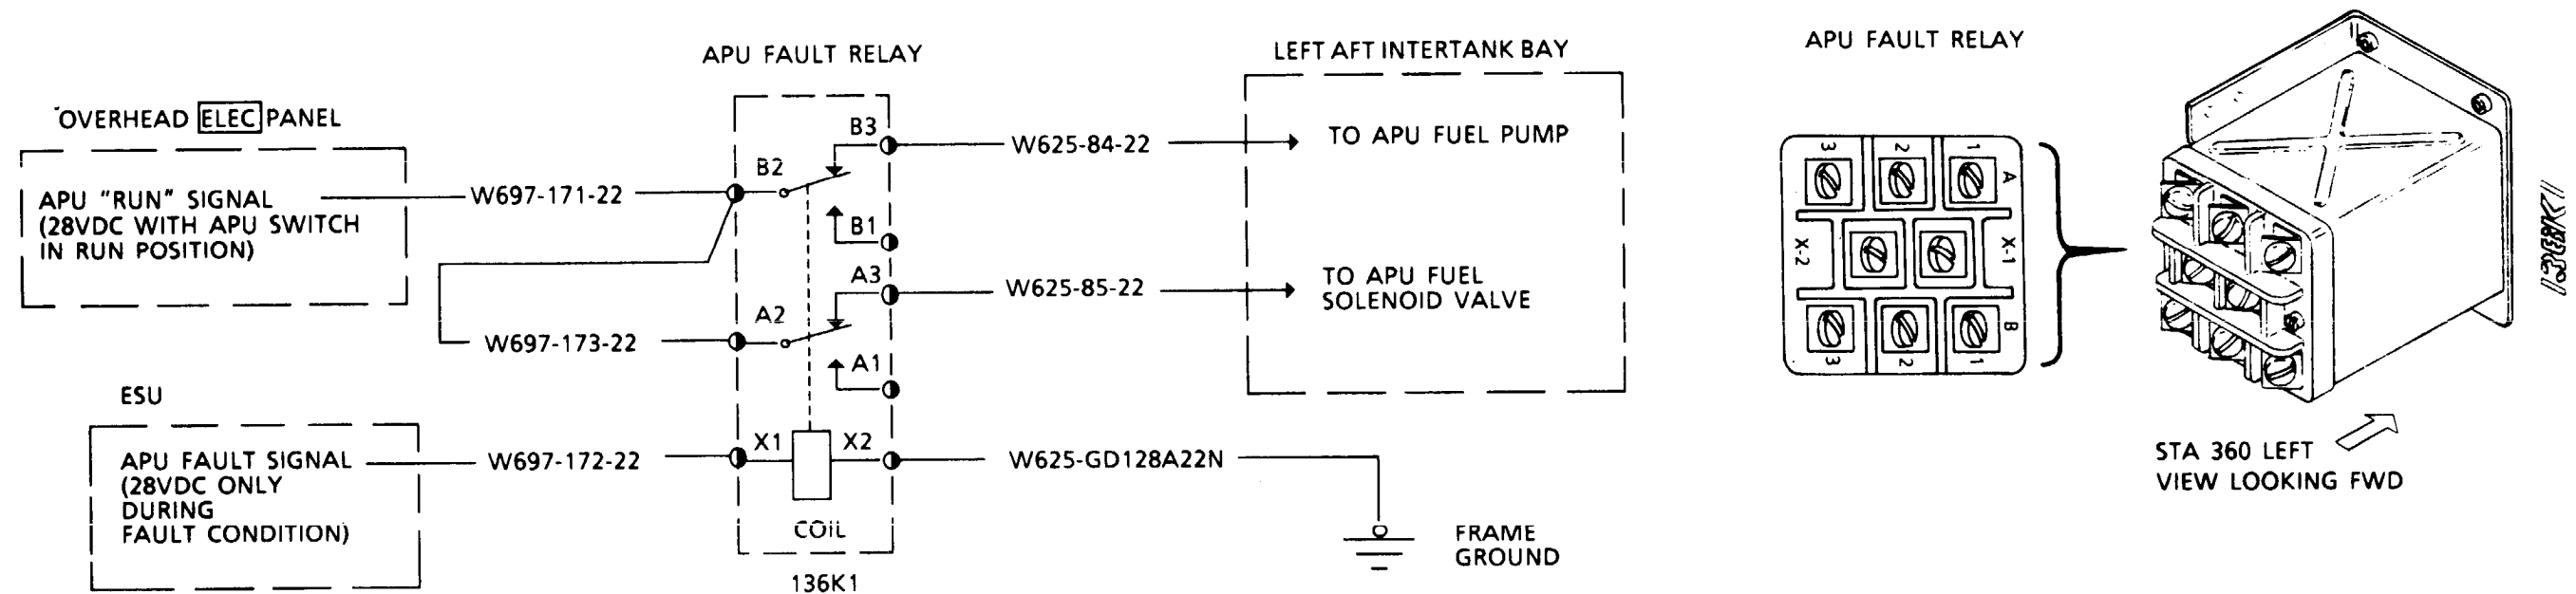 APU FAULT RELAY
LEFT AFT INTERTANK BAY
APU FAULT RELAY
OVERHEAD ELEC PANEL
APU "RUN" SIGNAL
(28VDC WITH APU SWITCH
IN RUN POSITION)
W697-171-22
B2
B3
W625-84-22
TO APU FUEL PUMP
B1
A3
W625-85-22
TO APU FUEL
SOLENOID VALVE
A2
W697-173-22
A1
ESU
APU FAULT SIGNAL
(28VDC ONLY
DURING
FAULT CONDITION)
W697-172-22
X1
X2
COIL
136K1
W625-GD128A22N
FRAME
GROUND
3
2
1
A
X-2
X-1
B
3
2
1
STA 360 LEFT
VIEW LOOKING FWD